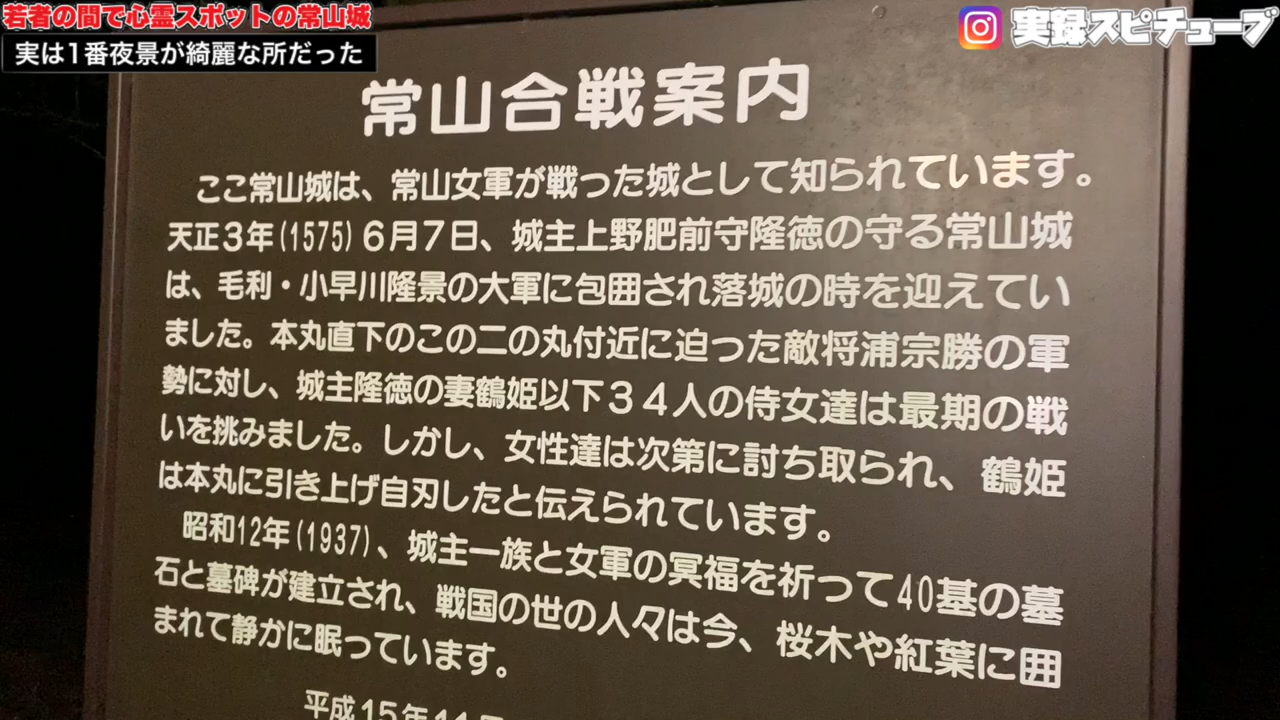 若者の間で心霊スポットの常山城
実は1番夜景が綺麗な所だった
実録スピチューブ
常山合戦案内
ここ常山城は、常山女軍が戦った城として知られています。
天正3年(1575)6月7日、城主上野肥前守隆徳の守る常山城
は、毛利・小早川隆景の大軍に包囲され落城の時を迎えてい
ました。本丸直下のこの二の丸付近に迫った敵将浦宗勝の軍
勢に対し、城主隆徳の妻鶴姫以下34人の侍女達は最期の戦
いを挑みました。しかし、女性達は次第に討ち取られ、鶴姫
は本丸に引き上げ自刃したと伝えられています。
昭和12年(1937)、城主一族と女軍の冥福を祈って40基の墓
石と墓碑が建立され、戦国の世の人々は今、桜木や紅葉に囲
まれて静かに眠っています。
平成15年11月